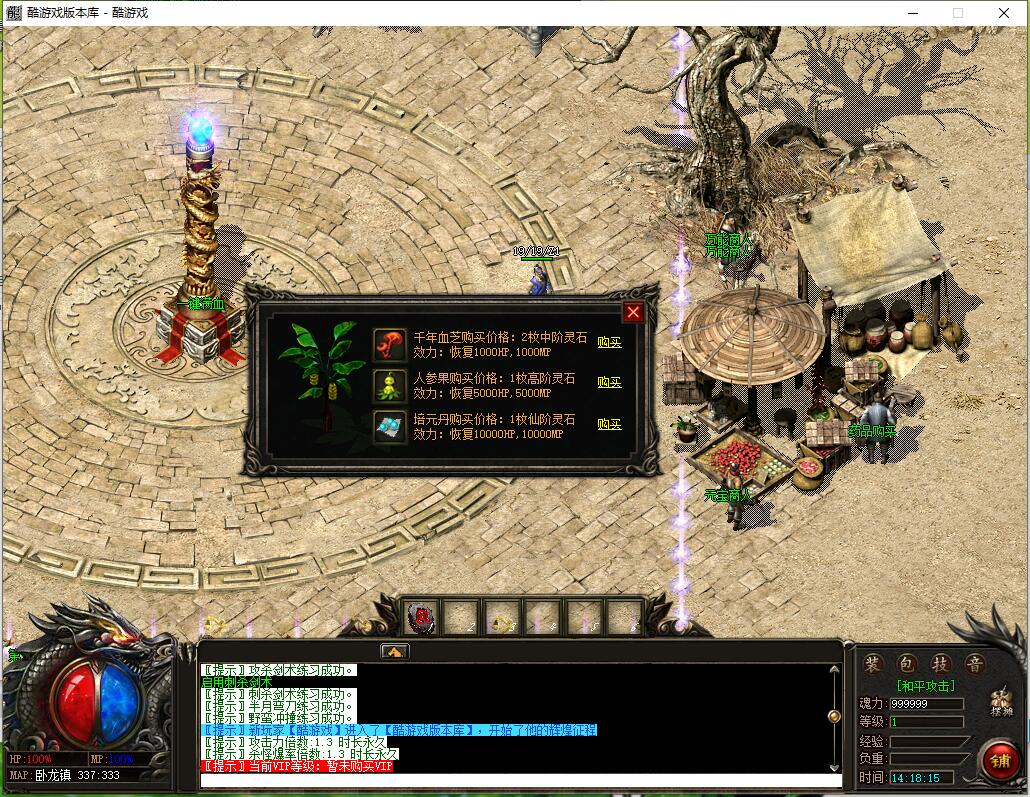 酷游戏版本库 - 酷游戏
19/19/21
万能商人
万能商人
一键满血
千年血芝购买价格：2枚中阶灵石
效力：恢复1000HP,1000MP
购买
人参果购买价格：1枚高阶灵石
效力：恢复5000HP,5000MP
购买
培元丹购买价格：1枚仙阶灵石
效力：恢复10000HP,10000MP
购买
药品购买
元宝商人
1 2 3 4 5 6
〖提示〗攻杀剑术练习成功。
启用刺杀剑术
〖提示〗刺杀剑术练习成功。
〖提示〗半月弯刀练习成功。
〖提示〗野蛮冲撞练习成功。
〖提示〗新玩家【酷游戏】进入了【酷游戏版本库】，开始了他的辉煌征程
〖提示〗攻击力倍数:1.3 时长永久
〖提示〗杀怪爆率倍数:1.3 时长永久
〖提示〗当前VIP等级：暂未购买VIP
HP:100% MP:100%
MAP:卧龙镇 337:333
装 包 技 音
[和平攻击]
魂力: 999999
等级: 1
经验:
负重:
时间: 14:18:15
摆摊
铺